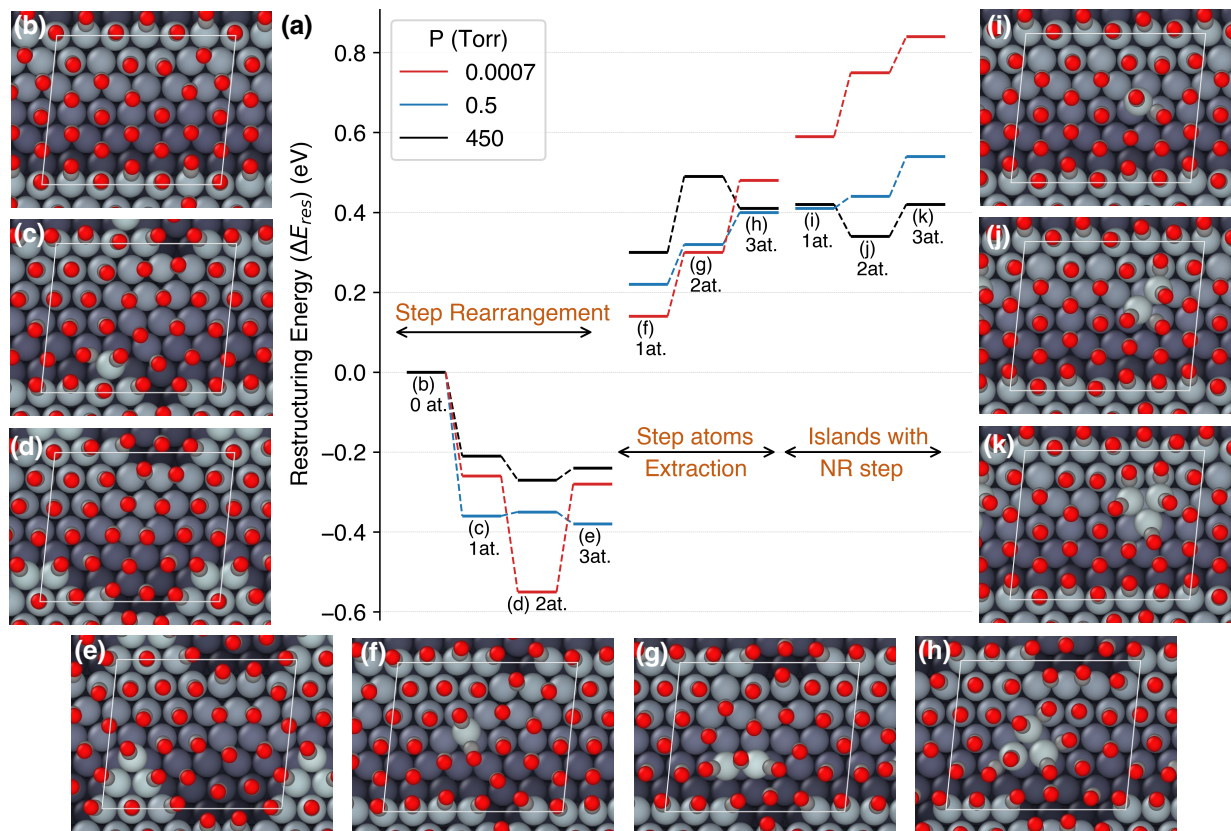 (b)
(a)
(i)
P (Torr)
0.0007
0.5
450
Restructuring Energy (ΔE_res) (eV)
0.8
0.6
0.4
0.2
0.0
−0.2
−0.4
−0.6
(c)
(j)
(d)
(k)
Step Rearrangement
(b)
0 at.
(c)
1at.
(d) 2at.
(e)
3at.
(f)
1at.
(g)
2at.
(h)
3at.
(i)
1at.
(j)
2at.
(k)
3at.
Step atoms
Extraction
Islands with
NR step
(e)
(f)
(g)
(h)